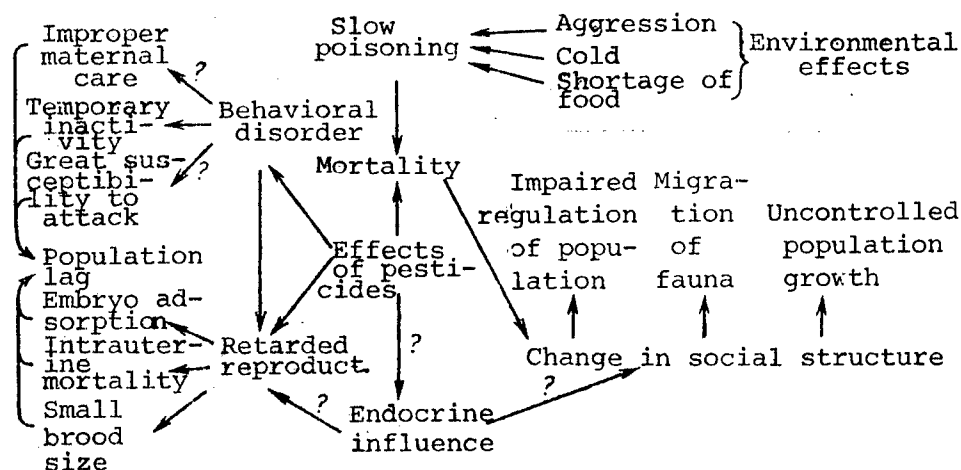 Improper
maternal
care
?
Temporary
inacti-
vity
Great sus-
ceptibi-
lity to
attack
?
Population
lag
Embryo ad-
sorption
Intrauter-
ine
mortality
Small
brood
size
Slow
poisoning
Behavioral
disorder
Mortality
Effects
of pesti-
cides
Retarded
reproduct.
?
?
Endocrine
influence
Aggression
Cold
Shortage of
food
Environmental
effects
Impaired
regulation
of popu-
lation
Migra-
tion
of
fauna
Uncontrolled
population
growth
Change in social structure
?